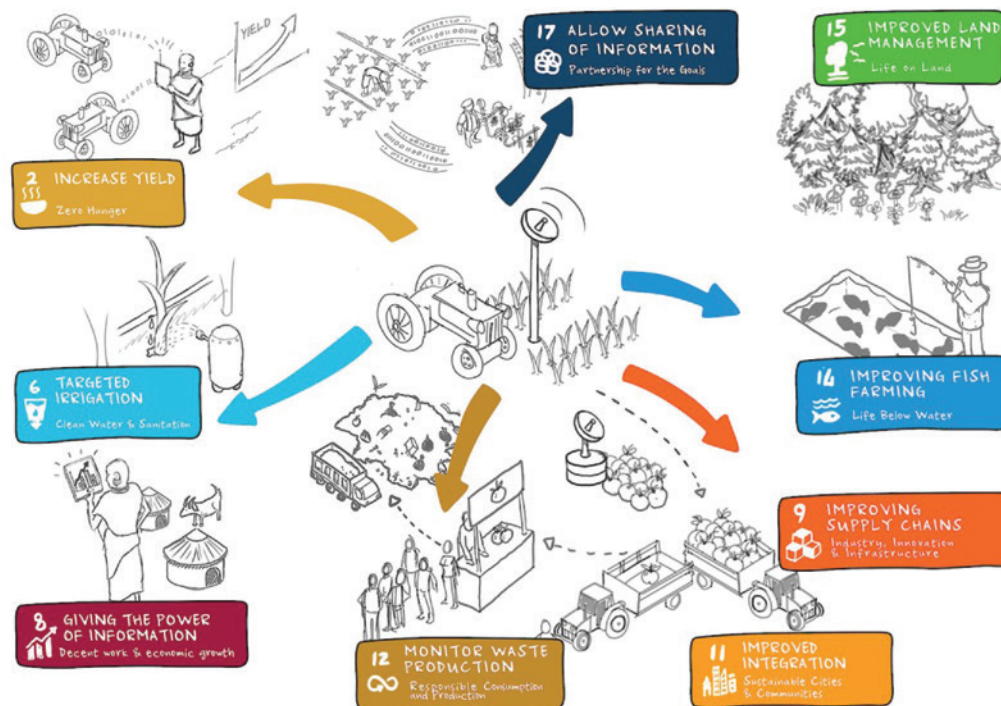 YIELD
17 ALLOW SHARING
OF INFORMATION
Partnership for the Goals
15 IMPROVED LAND
MANAGEMENT
Life on Land
2 INCREASE YIELD
Zero Hunger
6 TARGETED
IRRIGATION
Clean Water & Sanitation
14 IMPROVING FISH
FARMING
Life Below Water
9 IMPROVING
SUPPLY CHAINS
Industry, Innovation
& Infrastructure
8 GIVING THE POWER
OF INFORMATION
Decent work & economic growth
12 MONITOR WASTE
PRODUCTION
Responsible Consumption
and Production
11 IMPROVED
INTEGRATION
Sustainable Cities
& Communities